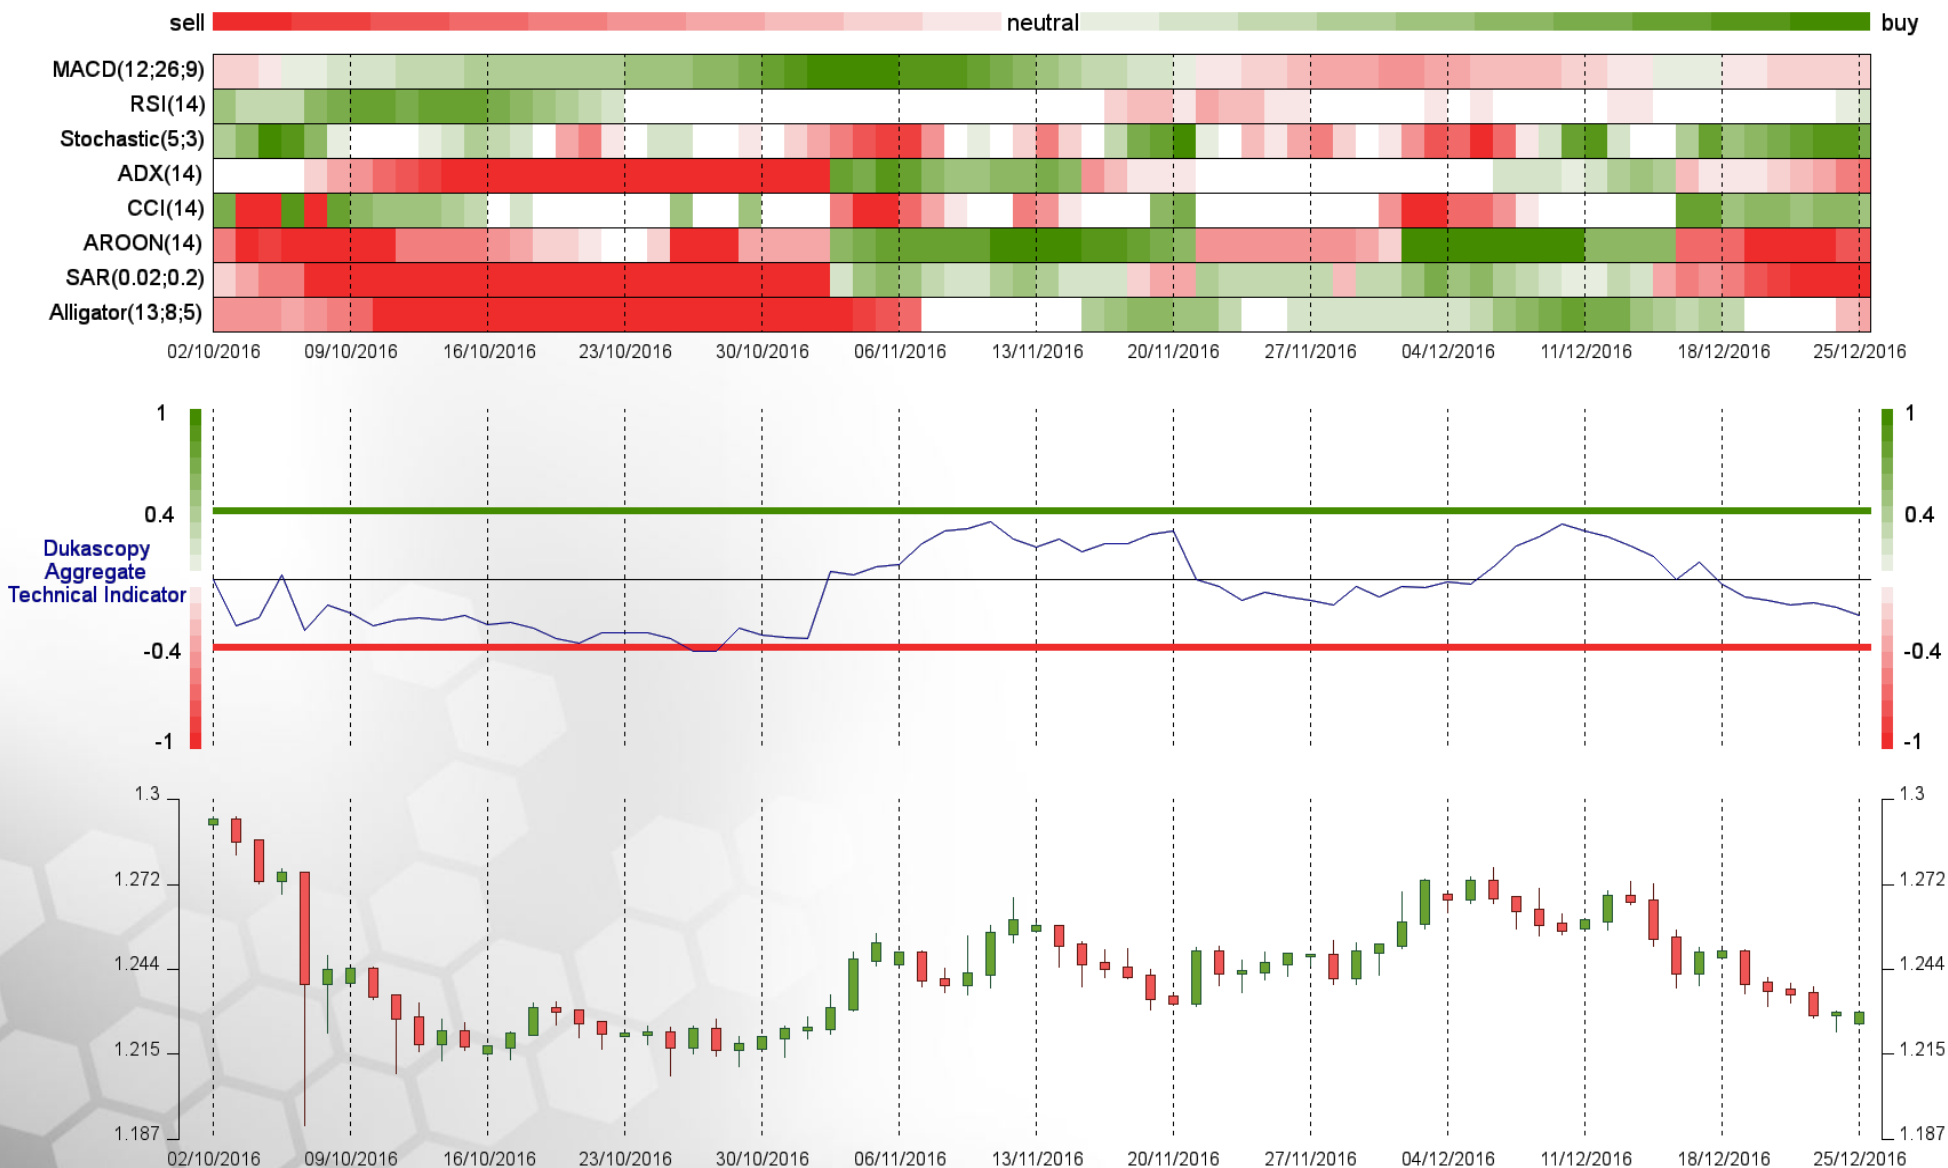 sell neutral buy
MACD(12;26;9)
RSI(14)
Stochastic(5;3)
ADX(14)
CCI(14)
AROON(14)
SAR(0.02;0.2)
Alligator(13;8;5)
02/10/2016 09/10/2016 16/10/2016 23/10/2016 30/10/2016 06/11/2016 13/11/2016 20/11/2016 27/11/2016 04/12/2016 11/12/2016 18/12/2016 25/12/2016
1 1
0.4 0.4
Dukascopy
Aggregate
Technical Indicator
-0.4 -0.4
-1 -1
1.3 1.3
1.272 1.272
1.244 1.244
1.215 1.215
1.187 1.187
02/10/2016 09/10/2016 16/10/2016 23/10/2016 30/10/2016 06/11/2016 13/11/2016 20/11/2016 27/11/2016 04/12/2016 11/12/2016 18/12/2016 25/12/2016